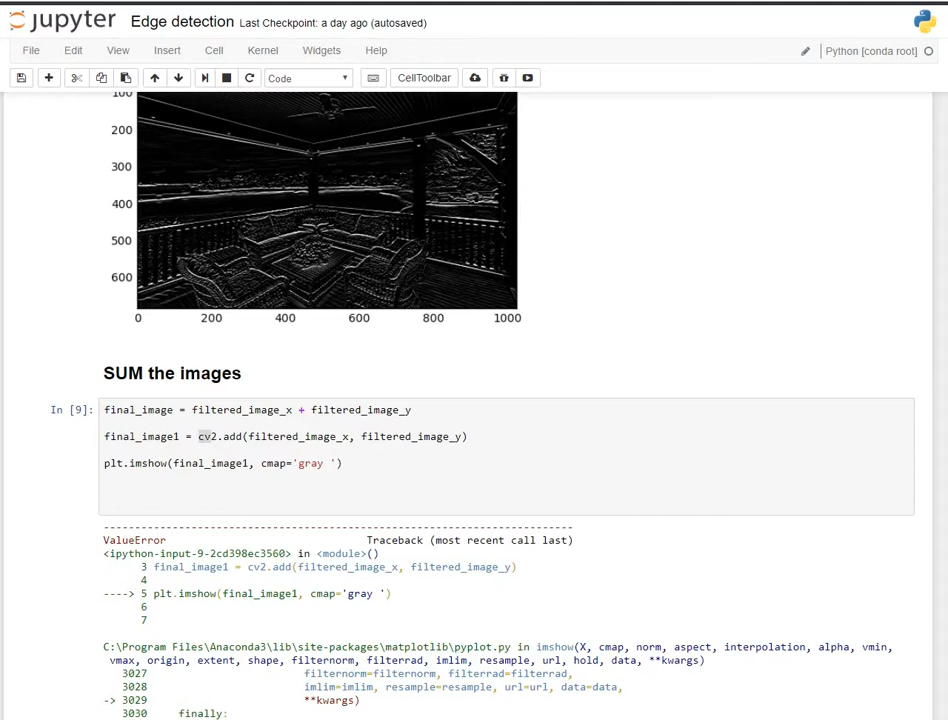 jupyter Edge detection Last Checkpoint: a day ago (autosaved)
File Edit View Insert Cell Kernel Widgets Help Python [conda root]
Code CellToolbar
100
200
300
400
500
600
0 200 400 600 800 1000
SUM the images
In [9]: final_image = filtered_image_x + filtered_image_y
final_image1 = cv2.add(filtered_image_x, filtered_image_y)
plt.imshow(final_image1, cmap='gray ')
---------------------------------------------------------------------------
ValueError Traceback (most recent call last)
<ipython-input-9-2cd398ec3560> in <module>()
3 final_image1 = cv2.add(filtered_image_x, filtered_image_y)
4
----> 5 plt.imshow(final_image1, cmap='gray ')
6
7
C:\Program Files\Anaconda3\lib\site-packages\matplotlib\pyplot.py in imshow(X, cmap, norm, aspect, interpolation, alpha, vmin,
vmax, origin, extent, shape, filternorm, filterrad, imlim, resample, url, hold, data, **kwargs)
3027 filternorm=filternorm, filterrad=filterrad,
3028 imlim=imlim, resample=resample, url=url, data=data,
-> 3029 **kwargs)
3030 finally: